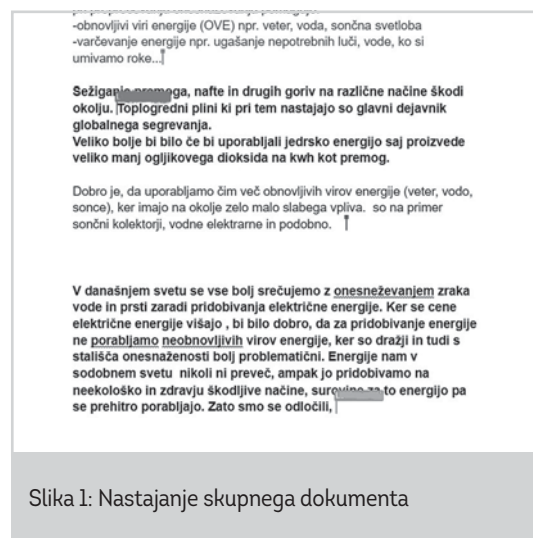 -obnovljivi viri energije (OVE) npr. veter, voda, sončna svetloba
-varčevanje energije npr. ugašanje nepotrebnih luči, vode, ko si
umivamo roke...
Sežiganje premoga, nafte in drugih goriv na različne načine škodi
okolju. Toplogredni plini ki pri tem nastajajo so glavni dejavnik
globalnega segrevanja.
Veliko bolje bi bilo če bi uporabljali jedrsko energijo saj proizvede
veliko manj ogljikovega dioksida na kwh kot premog.
Dobro je, da uporabljamo čim več obnovljivih virov energije (veter, vodo,
sonce), ker imajo na okolje zelo malo slabega vpliva. so na primer
sončni kolektorji, vodne elektrarne in podobno.
V današnjem svetu se vse bolj srečujemo z onesneževanjem zraka
vode in prsti zaradi pridobivanja električne energije. Ker se cene
električne energije višajo , bi bilo dobro, da za pridobivanje energije
ne porabljamo neobnovljivih virov energije, ker so dražji in tudi s
stališča onesnaženosti bolj problematični. Energije nam v
sodobnem svetu nikoli ni preveč, ampak jo pridobivamo na
neekološko in zdravju škodljive načine, surovine za to energijo pa
se prehitro porabljajo. Zato smo se odločili,
Slika 1: Nastajanje skupnega dokumenta